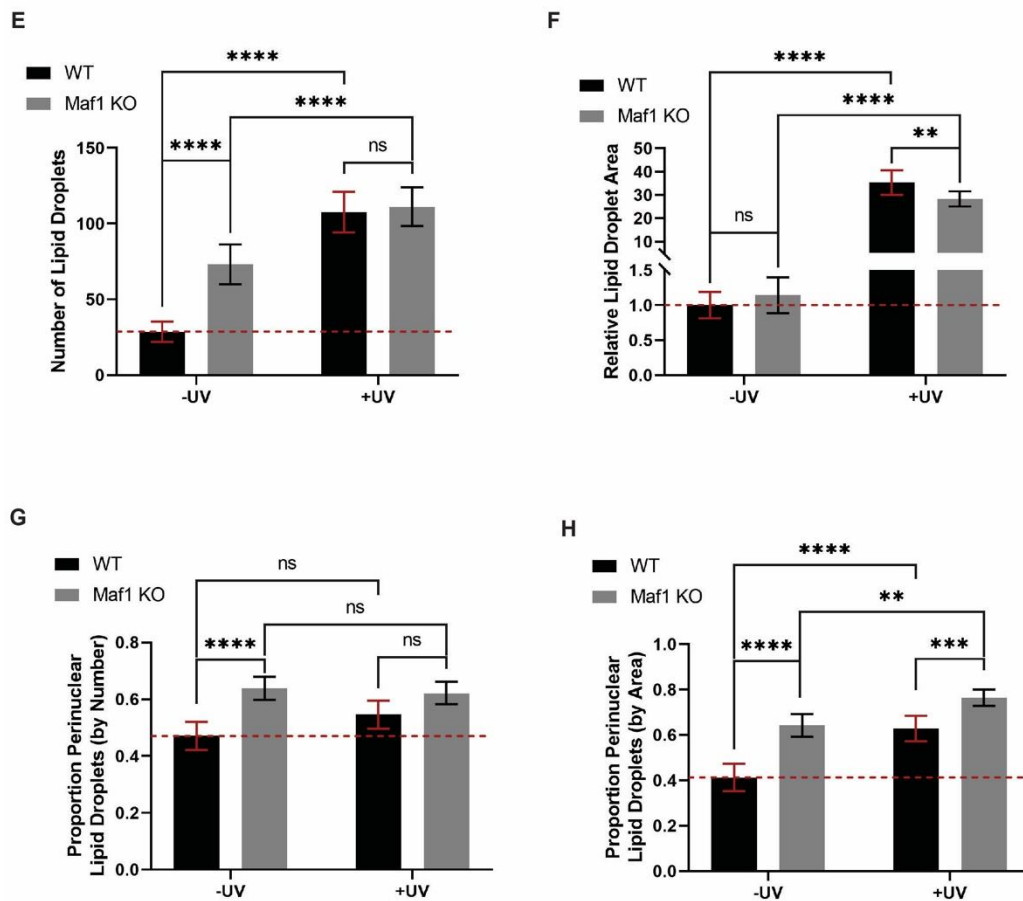 E
WT
Maf1 KO
****
****
****
ns
Number of Lipid Droplets
150
100
50
0
-UV
+UV
F
WT
Maf1 KO
****
****
**
ns
Relative Lipid Droplet Area
50
40
30
20
10
1.5
1.0
0.5
0.0
-UV
+UV
G
WT
Maf1 KO
ns
ns
****
ns
Proportion Perinuclear
Lipid Droplets (by Number)
0.8
0.6
0.4
0.2
0.0
-UV
+UV
H
WT
Maf1 KO
****
**
****
***
Proportion Perinuclear
Lipid Droplets (by Area)
1.0
0.8
0.6
0.4
0.2
0.0
-UV
+UV